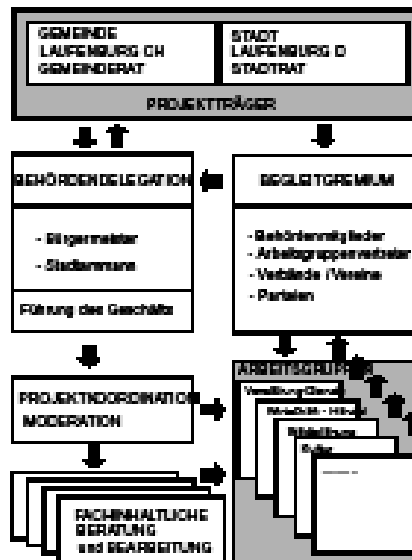 GEMEINDE
LAUFENBURG CH
GEMEINDERAT
STADT
LAUFENBURG D
STADTRAT
PROJEKTTRÄGER
BEHÖRDENDELEGATION
- Bürgermeister
- Stadtammann
Führung des Geschäfts
BEGLEITGREMIUM
- Behördenmitglieder
- Arbeitsgruppenvertreter
- Verbände / Vereine
- Parteien
PROJEKTKOORDINATION
MODERATION
ARBEITSGRUPPEN
Kultur
FACHINHALTLICHE
BERATUNG
und BEARBEITUNG